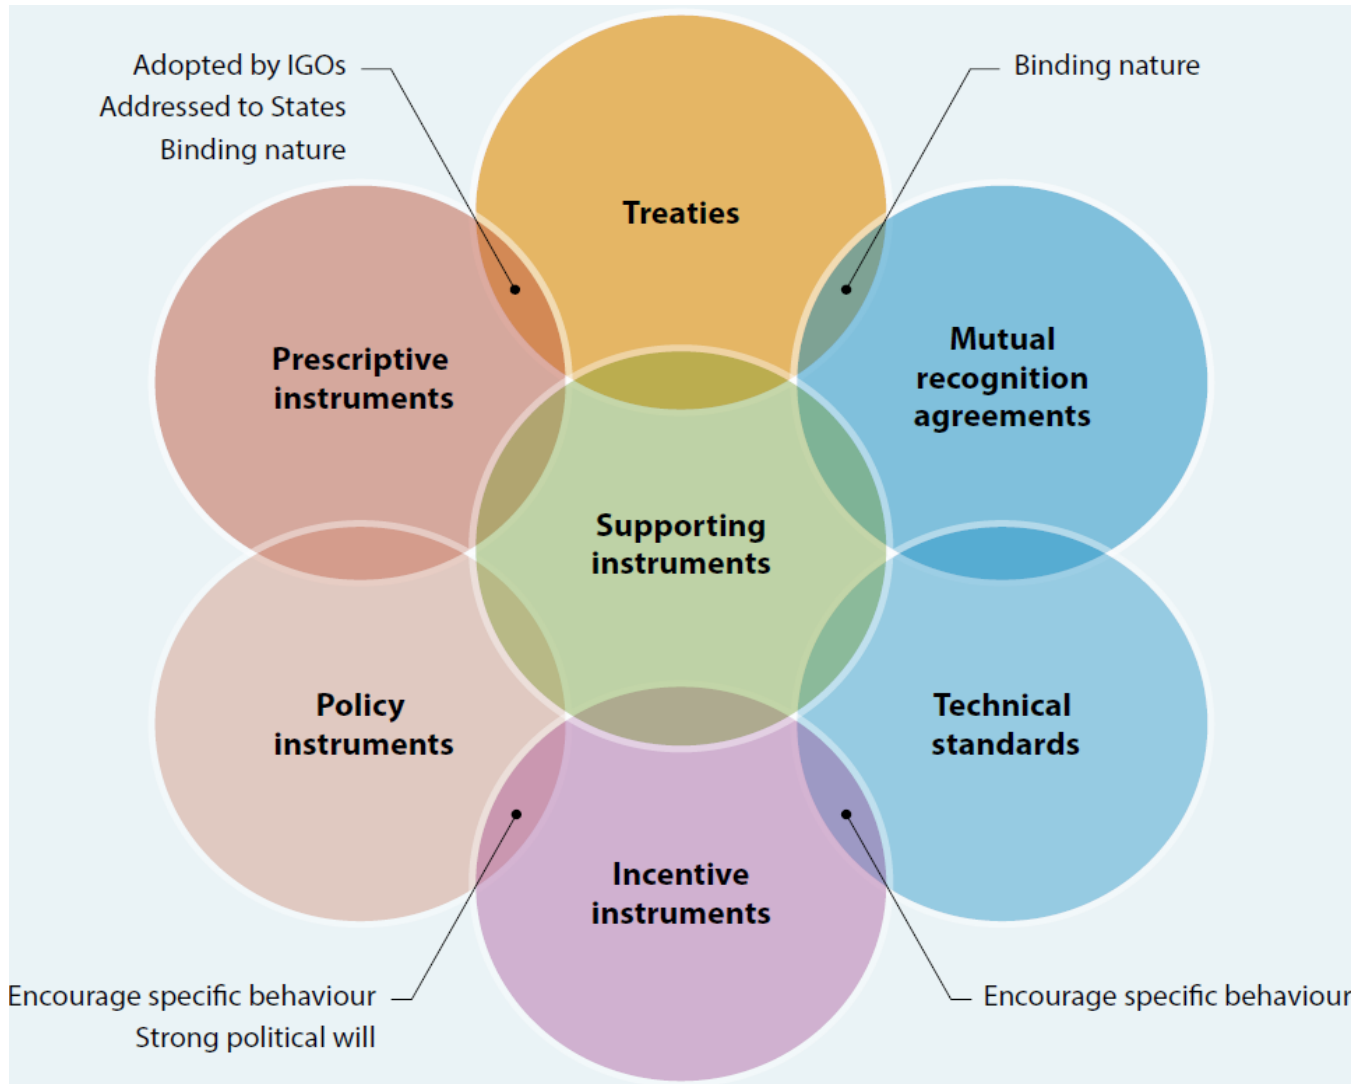 Adopted by IGOs
Addressed to States
Binding nature
Binding nature
Treaties
Prescriptive
instruments
Mutual
recognition
agreements
Supporting
instruments
Policy
instruments
Technical
standards
Incentive
instruments
Encourage specific behaviour
Strong political will
Encourage specific behaviour